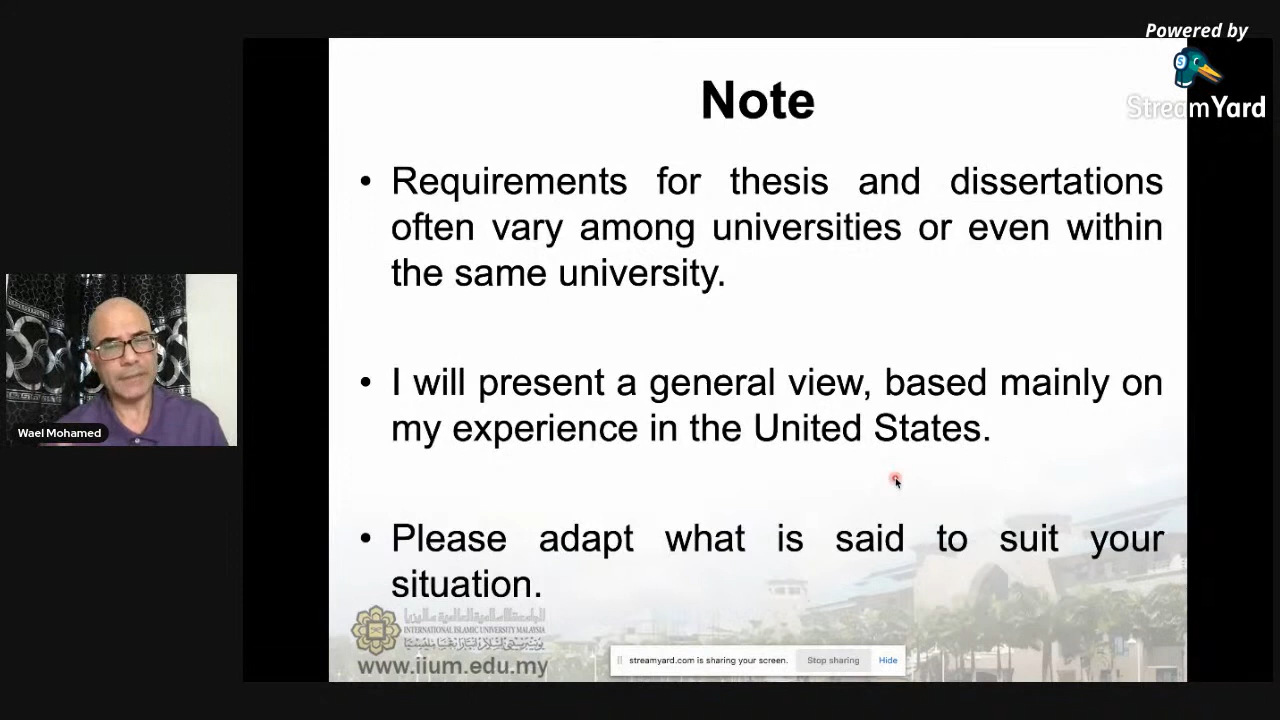 Powered by
StreamYard
Note
• Requirements for thesis and dissertations
often vary among universities or even within
the same university.
• I will present a general view, based mainly on
my experience in the United States.
• Please adapt what is said to suit your
situation.
Wael Mohamed
INTERNATIONAL ISLAMIC UNIVERSITY MALAYSIA
www.iium.edu.my
streamyard.com is sharing your screen.
Stop sharing
Hide